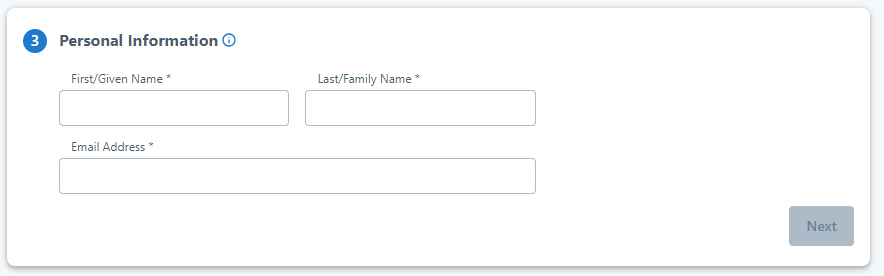 3 Personal Information
First/Given Name * Last/Family Name *
Email Address *
Next